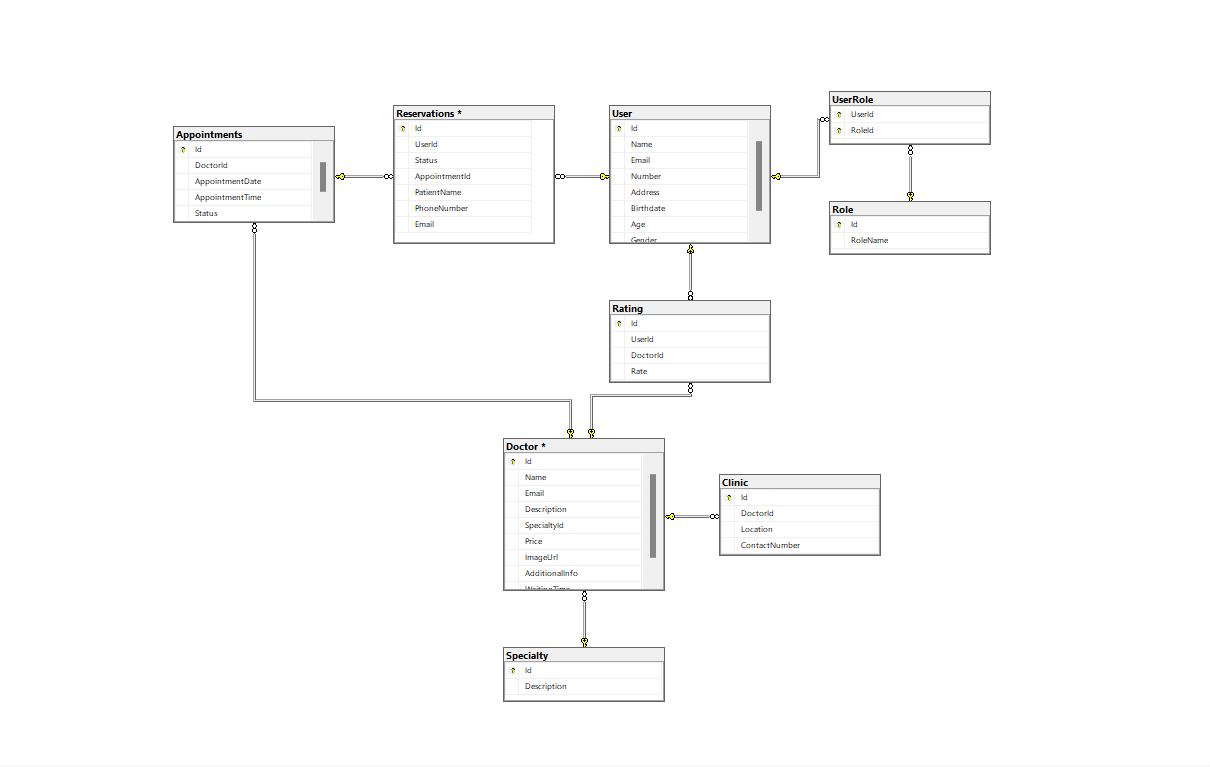 Appointments
Id
DoctorId
AppointmentDate
AppointmentTime
Status
Reservations *
Id
UserId
Status
AppointmentId
PatientName
PhoneNumber
Email
User
Id
Name
Email
Number
Address
Birthdate
Age
Gender
UserRole
UserId
RoleId
Role
Id
RoleName
Rating
Id
UserId
DoctorId
Rate
Doctor *
Id
Name
Email
Description
SpecialtyId
Price
ImageUrl
AdditionalInfo
WaitingTime
Clinic
Id
DoctorId
Location
ContactNumber
Specialty
Id
Description